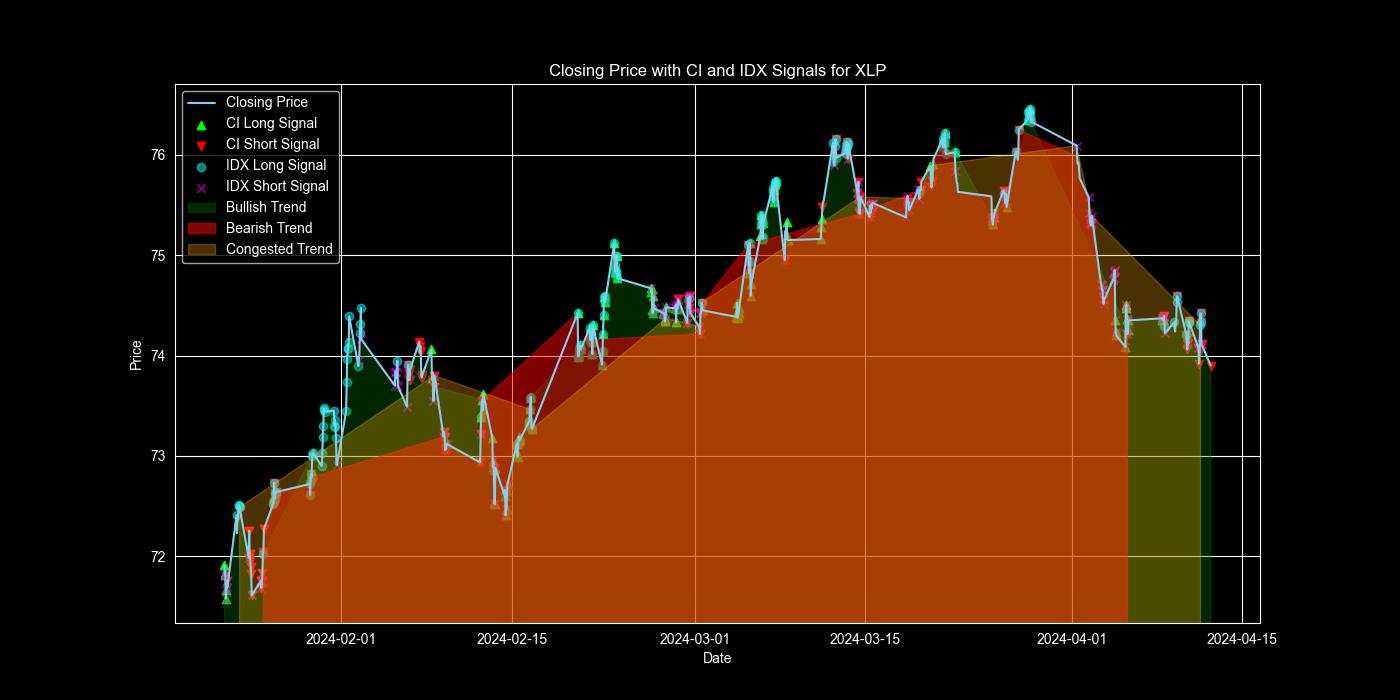 Closing Price with CI and IDX Signals for XLP
Closing Price
CI Long Signal
CI Short Signal
IDX Long Signal
IDX Short Signal
Bullish Trend
Bearish Trend
Congested Trend
76
75
74
73
72
Price
2024-02-01
2024-02-15
2024-03-01
2024-03-15
2024-04-01
2024-04-15
Date